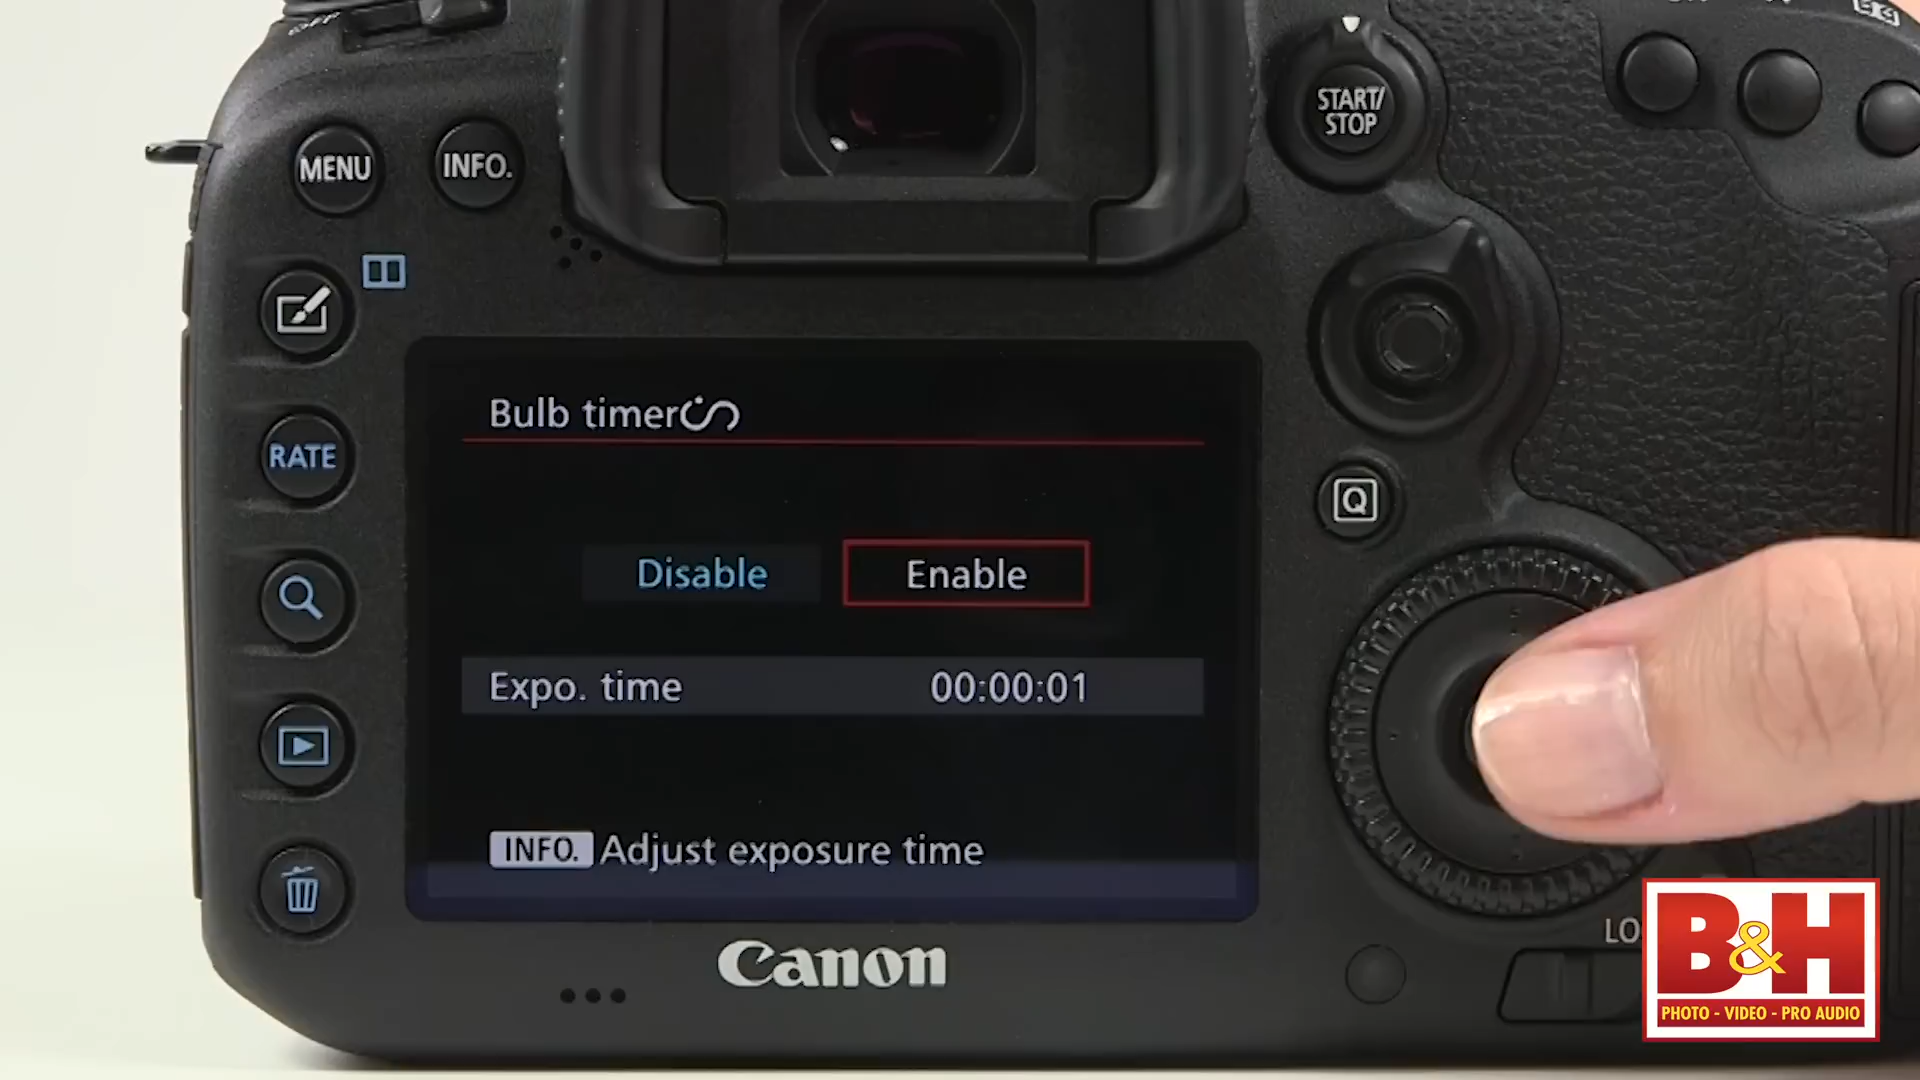 START/
STOP
MENU
INFO.
RATE
Bulb timer
Disable
Enable
Expo. time 00:00:01
Q
INFO. Adjust exposure time
Canon
B&H
PHOTO - VIDEO - PRO AUDIO